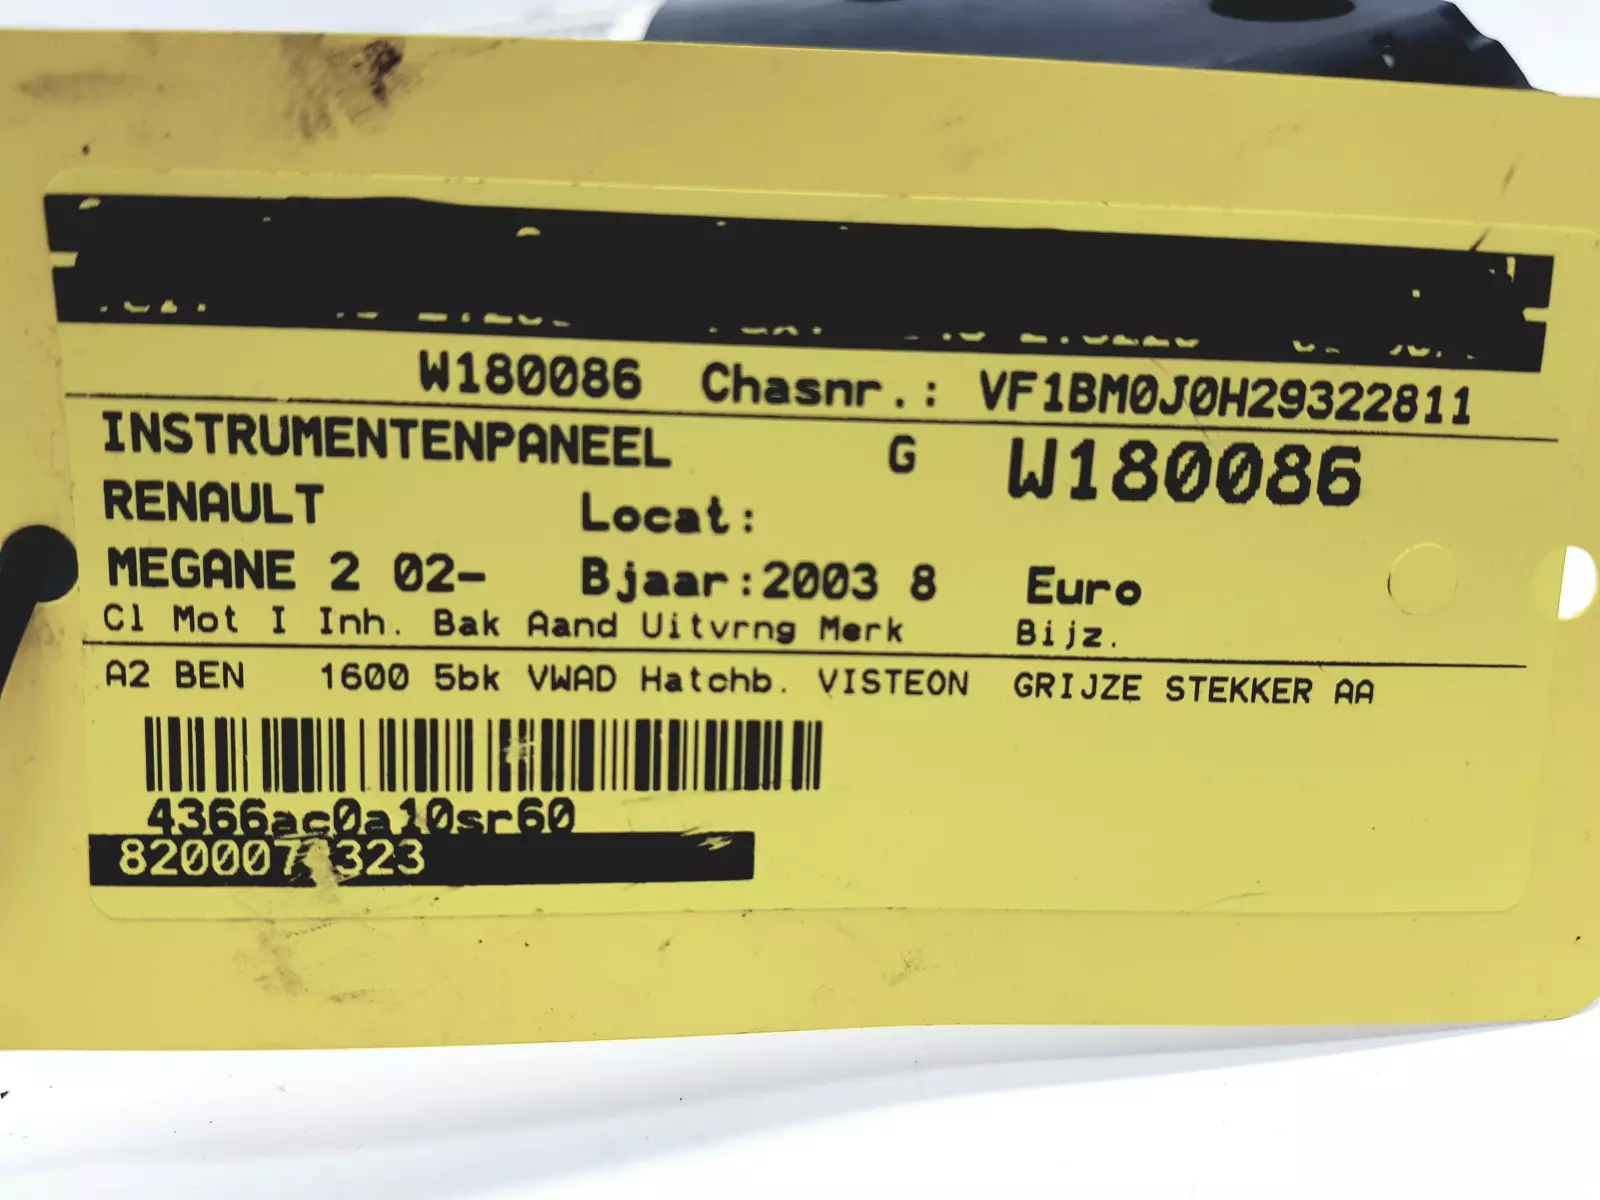 W180086 Chasnr.: VF1BM0J0H29322811
INSTRUMENTENPANEEL G W180086
RENAULT Locat:
MEGANE 2 02- Bjaar:2003 8 Euro
Cl Mot I Inh. Bak Aand Uitvrng Merk Bijz.
A2 BEN 1600 5bk VWAD Hatchb. VISTEON GRIJZE STEKKER AA
4366ac0a10sr60